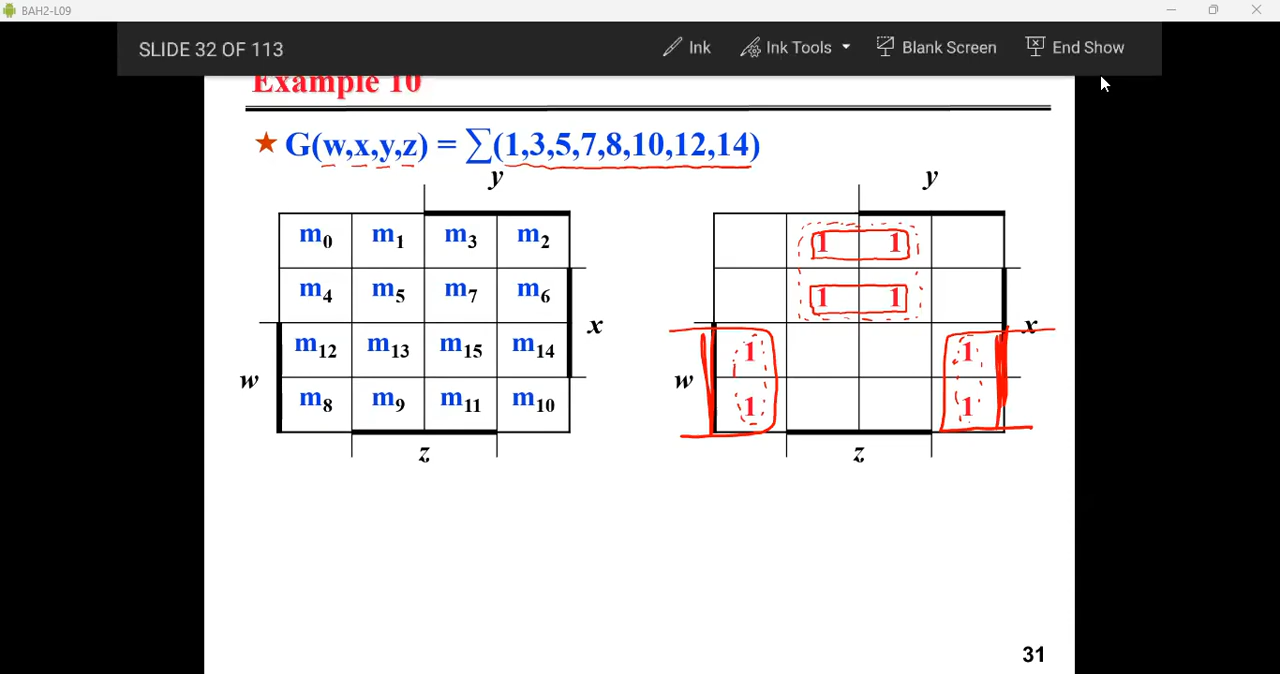 BAH2-L09
SLIDE 32 OF 113
Ink
Ink Tools
Blank Screen
End Show
Example 10
★ G(w,x,y,z) = ∑(1,3,5,7,8,10,12,14)
y
m₀ m₁ m₃ m₂
m₄ m₅ m₇ m₆
m₁₂ m₁₃ m₁₅ m₁₄
m₈ m₉ m₁₁ m₁₀
x
w
z
y
1 1
1 1
1 1
1 1
x
w
z
31